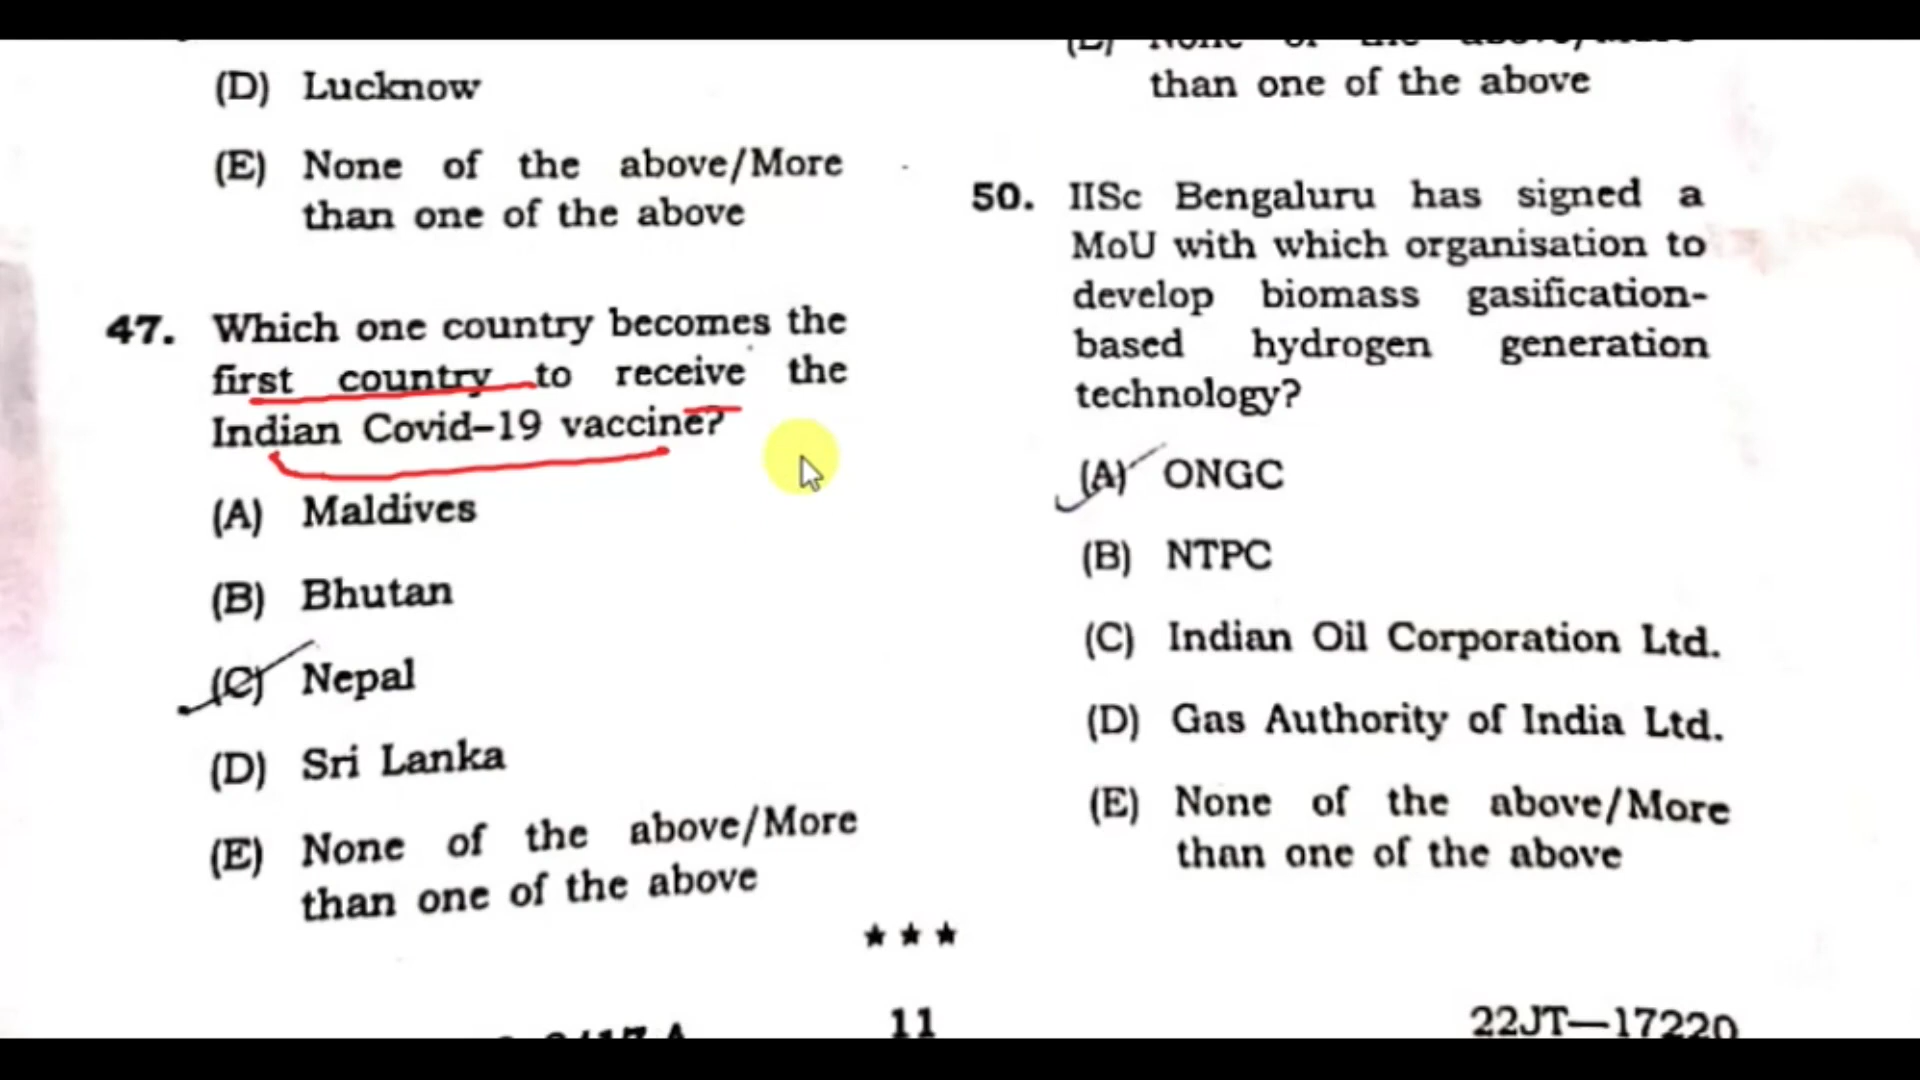 (D) Lucknow
(E) None of the above/More
than one of the above
47. Which one country becomes the
first country to receive the
Indian Covid–19 vaccine?
(A) Maldives
(B) Bhutan
(C) Nepal
(D) Sri Lanka
(E) None of the above/More
than one of the above
than one of the above
50. IISc Bengaluru has signed a
MoU with which organisation to
develop biomass gasification-
based hydrogen generation
technology?
(A) ONGC
(B) NTPC
(C) Indian Oil Corporation Ltd.
(D) Gas Authority of India Ltd.
(E) None of the above/More
than one of the above
★ ★ ★
11
22JT—17220